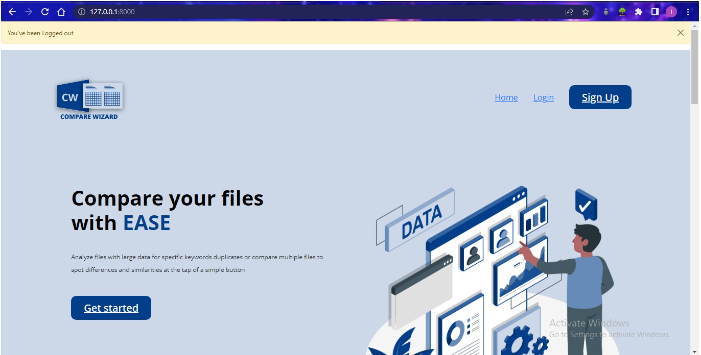 127.0.0.1:8000
You've been Logged out
CW
COMPARE WIZARD
Home Login Sign Up
Compare your files
with EASE
DATA
Analyze files with large data for specific keywords duplicates or compare multiple files to
spot differences and similarities at the tap of a simple button
Get started
Activate Windows
Go to Settings to activate Windows.